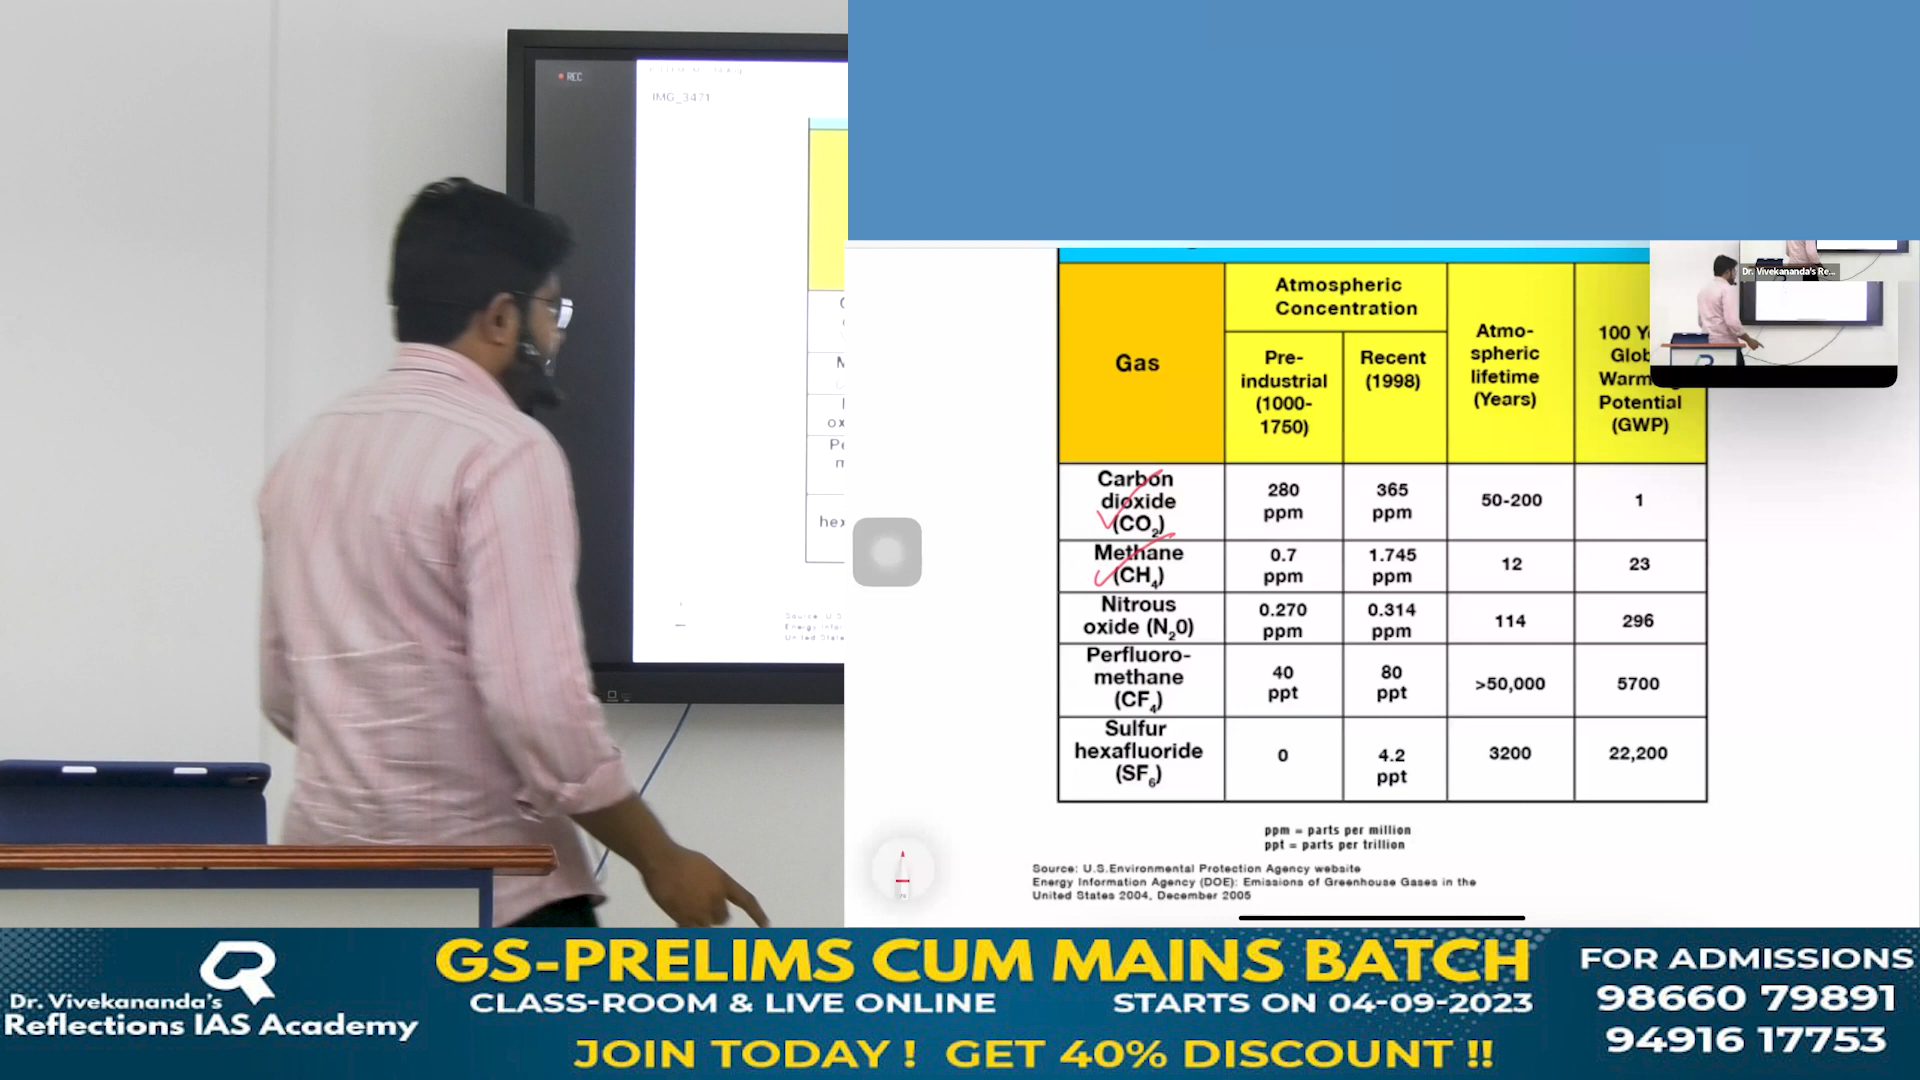 REC
IMG_3471
Dr. Vivekananda's Re...
Gas
Atmospheric
Concentration
Pre-
industrial
(1000-
1750)
Recent
(1998)
Atmo-
spheric
lifetime
(Years)
100
Potential
(GWP)
Carbon
dioxide
(CO₂)
280
ppm
365
ppm
50-200
1
Methane
(CH₄)
0.7
ppm
1.745
ppm
12
23
Nitrous
oxide (N₂0)
0.270
ppm
0.314
ppm
114
296
Perfluoro-
methane
(CF₄)
40
ppt
80
ppt
>50,000
5700
Sulfur
hexafluoride
(SF₆)
0
4.2
ppt
3200
22,200
ppm = parts per million
ppt = parts per trillion
Source: U.S.Environmental Protection Agency website
Energy Information Agency (DOE): Emissions of Greenhouse Gases in the
United States 2004, December 2005
Dr. Vivekananda's
Reflections IAS Academy
GS-PRELIMS CUM MAINS BATCH
CLASS-ROOM & LIVE ONLINE STARTS ON 04-09-2023
JOIN TODAY ! GET 40% DISCOUNT !!
FOR ADMISSIONS
98660 79891
94916 17753